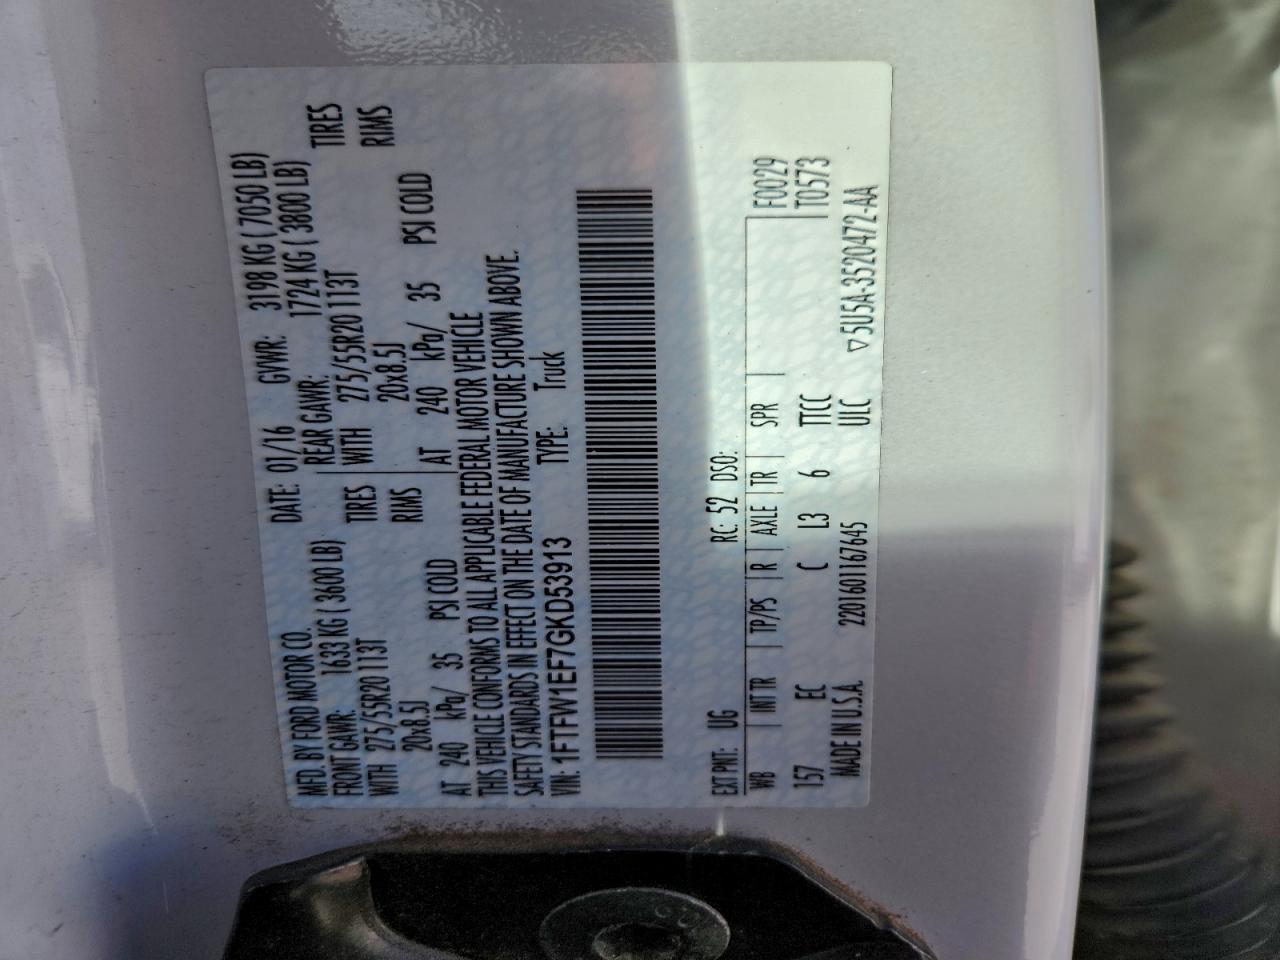 MFD. BY FORD MOTOR CO. DATE: 01/16 GVWR: 3198 KG ( 7050 LB)
FRONT GAWR: 1633 KG ( 3600 LB) REAR GAWR: 1724 KG ( 3800 LB)
WITH 275/55R20 113T TIRES WITH 275/55R20 113T TIRES
20x8.5J RIMS 20x8.5J RIMS
AT 240 kPa/ 35 PSI COLD AT 240 kPa/ 35 PSI COLD
THIS VEHICLE CONFORMS TO ALL APPLICABLE FEDERAL MOTOR VEHICLE
SAFETY STANDARDS IN EFFECT ON THE DATE OF MANUFACTURE SHOWN ABOVE.
VIN: 1FTFW1EF7GKD53913 TYPE: Truck
EXT PNT: UG RC: 52 DSO: F0029
WB INT TR TP/PS R AXLE TR SPR T0573
157 EC C L3 6 TTCC
MADE IN U.S.A. 2201601167645 ULC ▽5U5A-3520472-AA